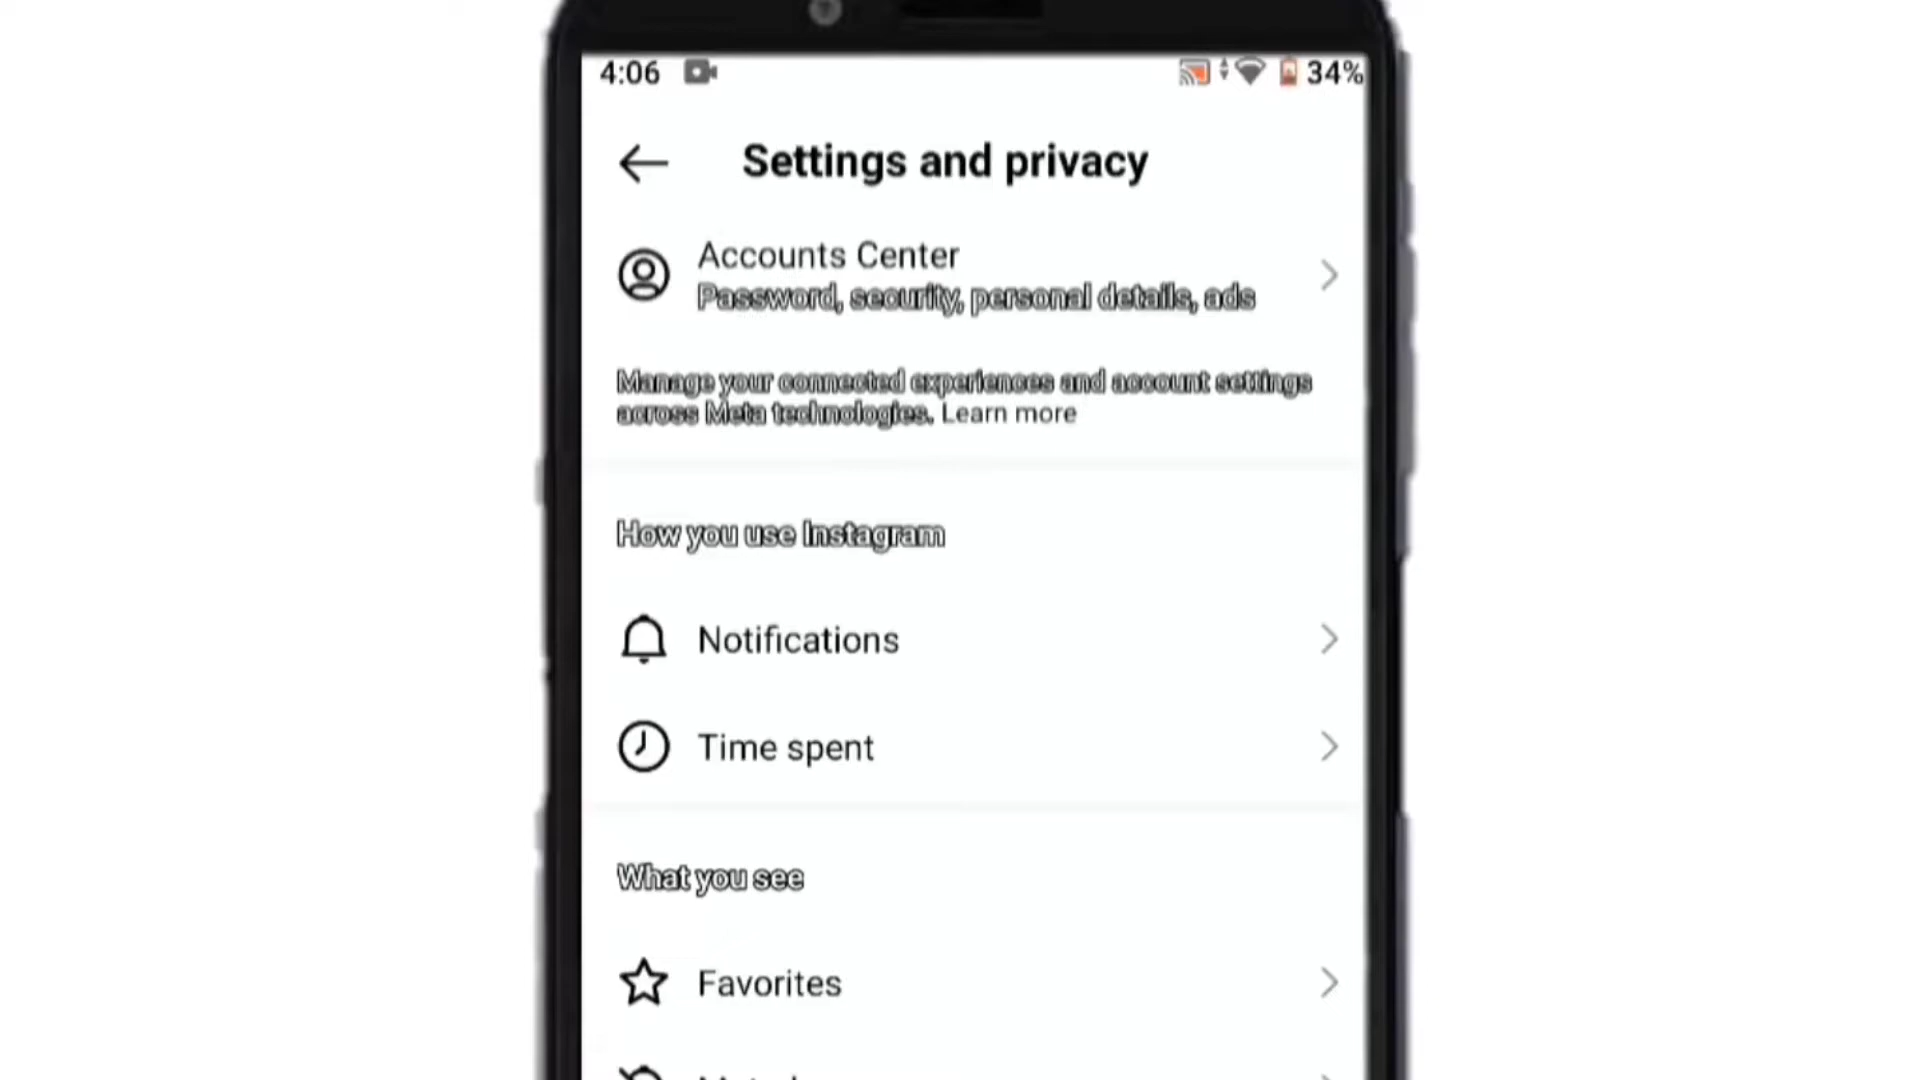 4:06 34%
Settings and privacy
Accounts Center
Password, security, personal details, ads
Manage your connected experiences and account settings
across Meta technologies. Learn more
How you use Instagram
Notifications
Time spent
What you see
Favorites